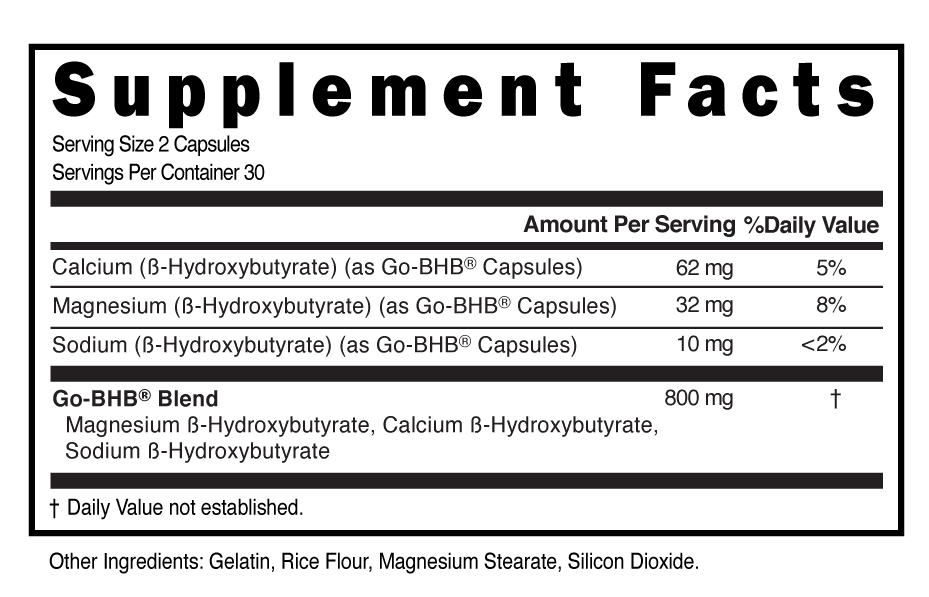 Supplement Facts
Serving Size 2 Capsules
Servings Per Container 30
Amount Per Serving %Daily Value
Calcium (ß-Hydroxybutyrate) (as Go-BHB® Capsules) 62 mg 5%
Magnesium (ß-Hydroxybutyrate) (as Go-BHB® Capsules) 32 mg 8%
Sodium (ß-Hydroxybutyrate) (as Go-BHB® Capsules) 10 mg <2%
Go-BHB® Blend 800 mg †
Magnesium ß-Hydroxybutyrate, Calcium ß-Hydroxybutyrate,
Sodium ß-Hydroxybutyrate
† Daily Value not established.
Other Ingredients: Gelatin, Rice Flour, Magnesium Stearate, Silicon Dioxide.